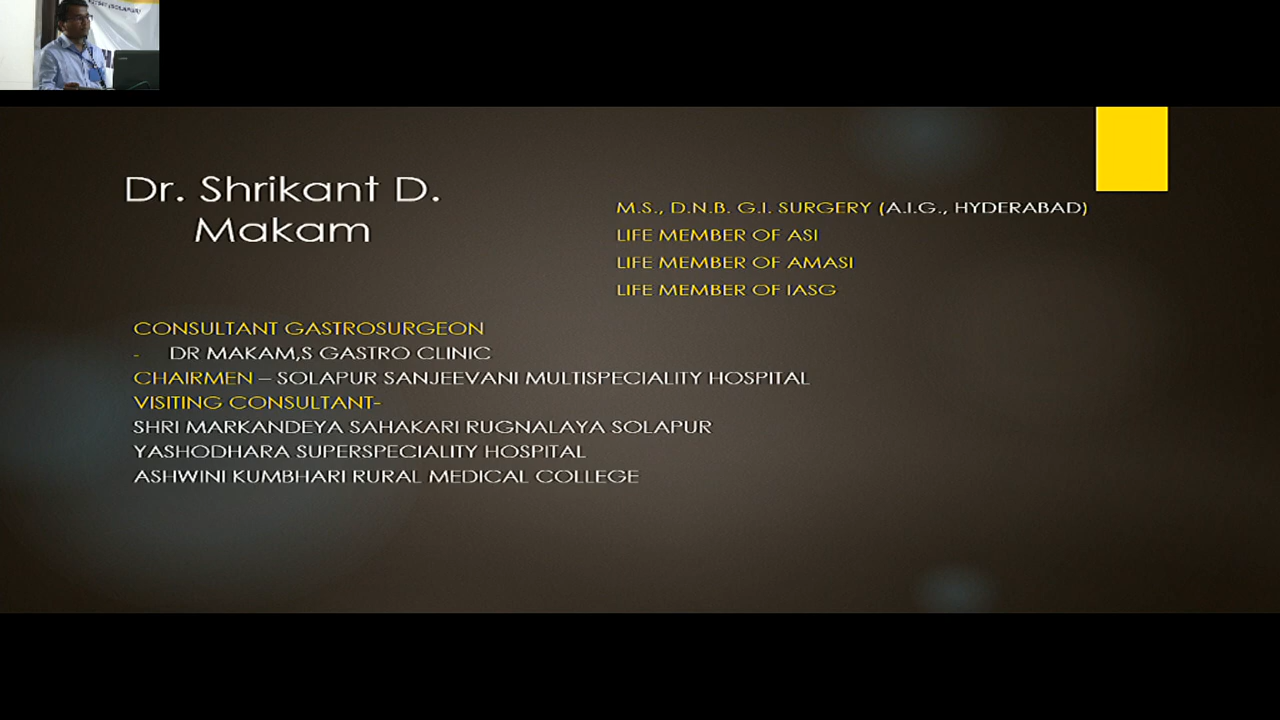 Dr. Shrikant D.
Makam
M.S., D.N.B. G.I. SURGERY (A.I.G., HYDERABAD)
LIFE MEMBER OF ASI
LIFE MEMBER OF AMASI
LIFE MEMBER OF IASG
CONSULTANT GASTROSURGEON
- DR MAKAM,S GASTRO CLINIC
CHAIRMEN – SOLAPUR SANJEEVANI MULTISPECIALITY HOSPITAL
VISITING CONSULTANT-
SHRI MARKANDEYA SAHAKARI RUGNALAYA SOLAPUR
YASHODHARA SUPERSPECIALITY HOSPITAL
ASHWINI KUMBHARI RURAL MEDICAL COLLEGE